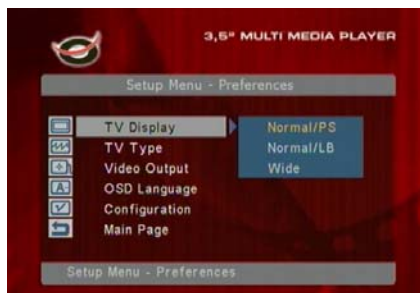 3,5" MULTI MEDIA PLAYER
Setup Menu - Preferences
TV Display
Normal/PS
TV Type
Normal/LB
Video Output
Wide
OSD Language
Configuration
Main Page
Setup Menu - Preferences